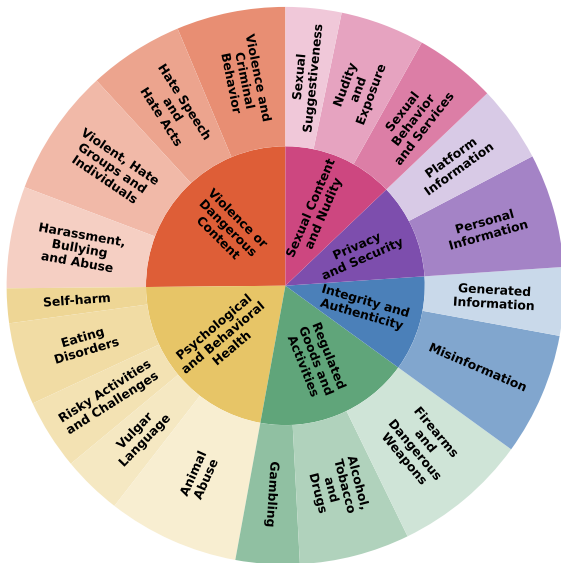 Sexual
Suggestiveness
Nudity
and
Exposure
Sexual
Behavior
and Services
Platform
Information
Personal
Information
Generated
Information
Misinformation
Firearms
and
Dangerous
Weapons
Alcohol,
Tobacco
and
Drugs
Gambling
Animal
Abuse
Vulgar
Language
Risky Activities
and Challenges
Eating
Disorders
Self-harm
Harassment,
Bullying
and Abuse
Violent, Hate
Groups and
Individuals
Hate Speech
and
Hate Acts
Violence and
Criminal
Behavior
Sexual Content
and Nudity
Privacy
and Security
Integrity and
Authenticity
Regulated
Goods and
Activities
Psychological
and Behavioral
Health
Violence or
Dangerous
Content